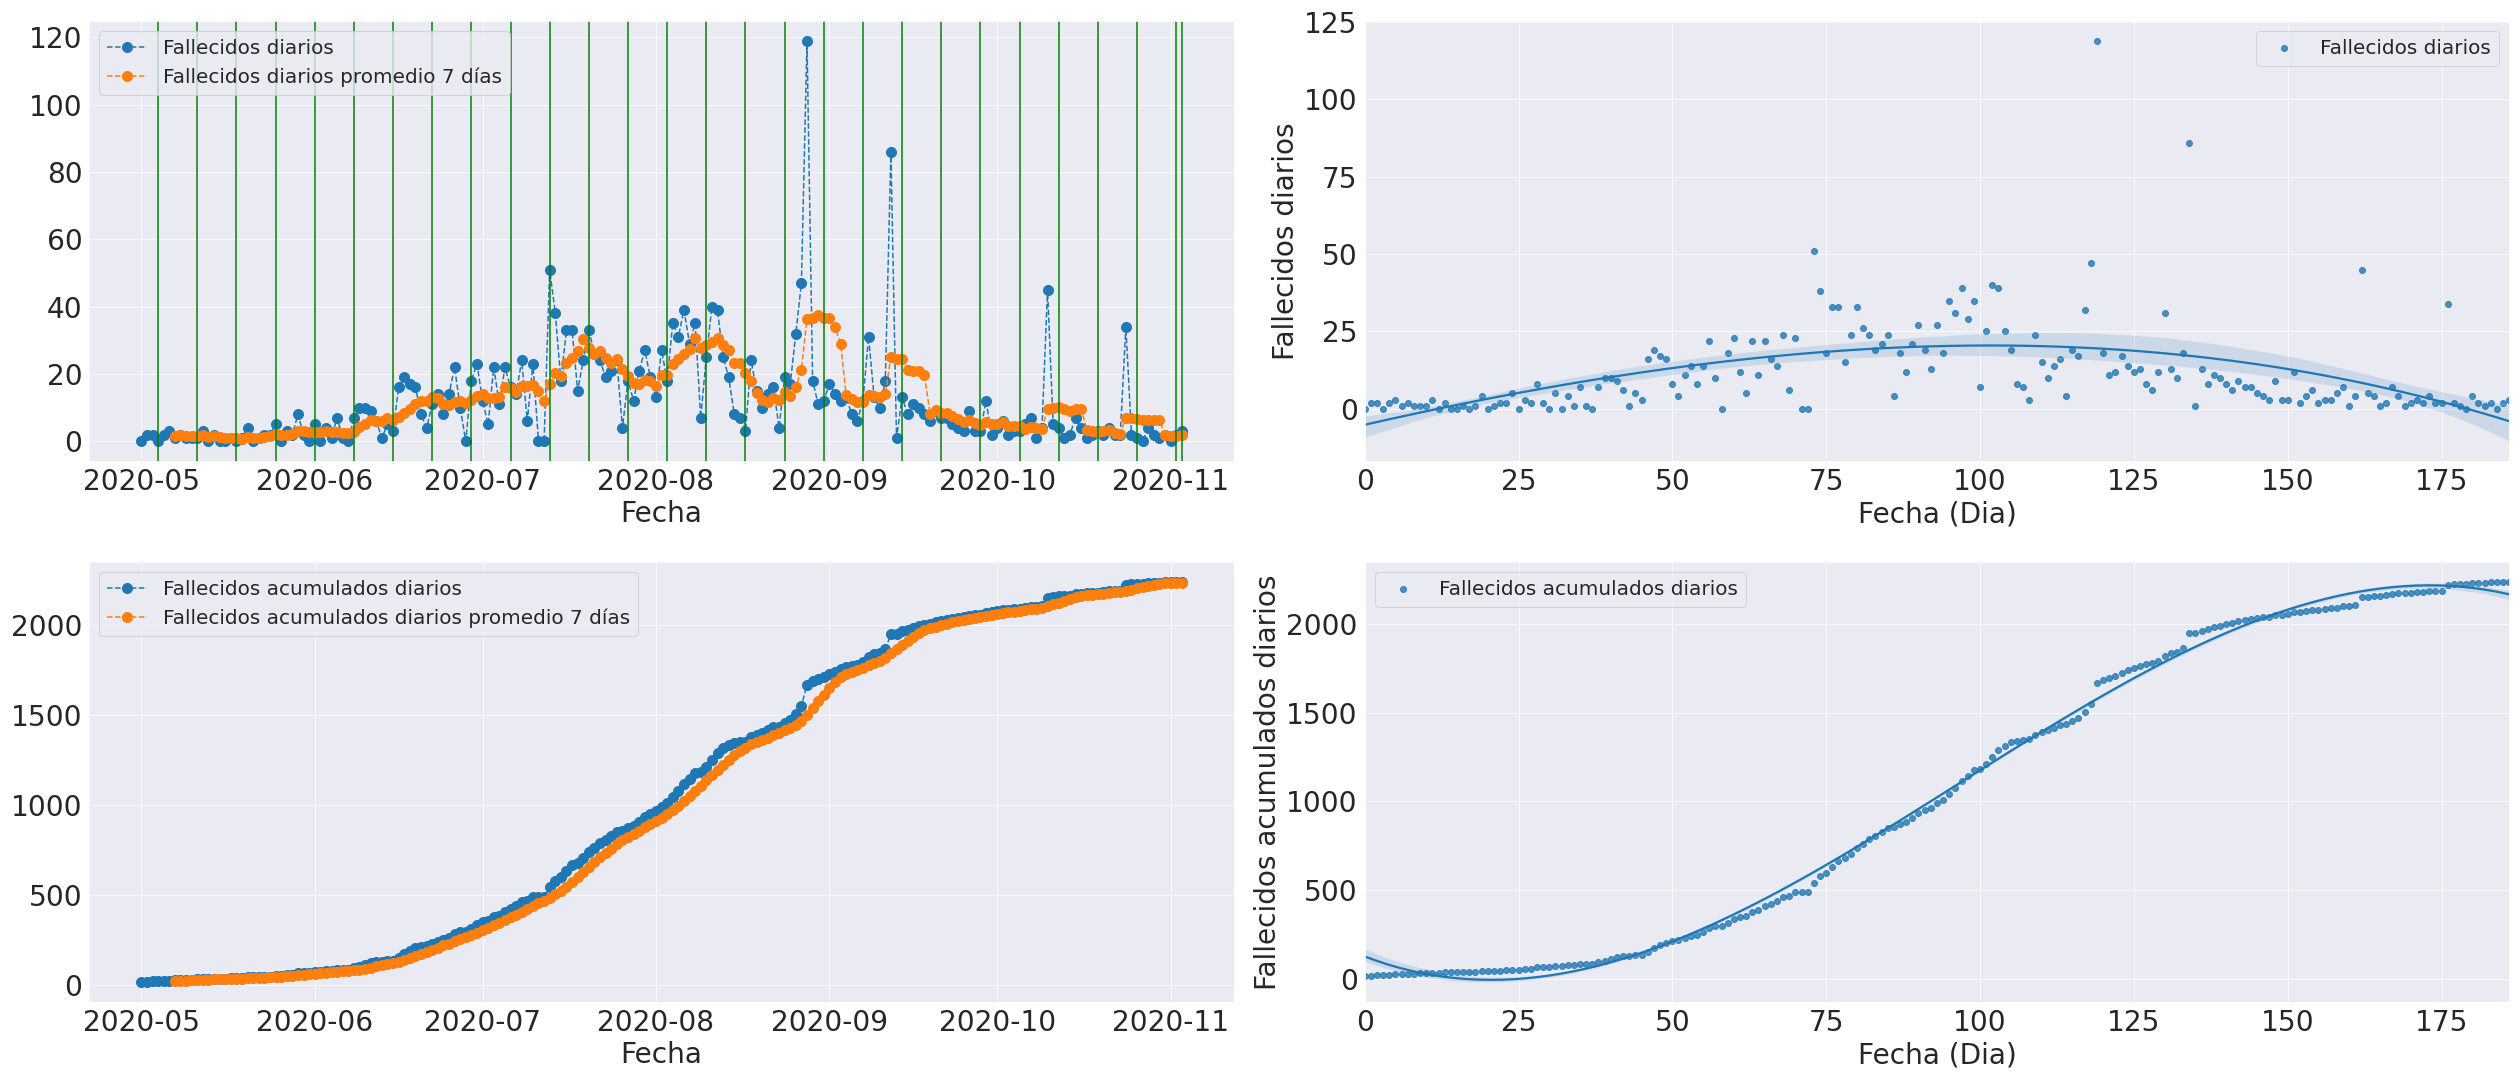 Fallecidos diarios
Fallecidos diarios promedio 7 días
120
100
80
60
40
20
0
2020-05 2020-06 2020-07 2020-08 2020-09 2020-10 2020-11
Fecha
Fallecidos diarios
Fallecidos diarios
125
100
75
50
25
0
0 25 50 75 100 125 150 175
Fecha (Dia)
Fallecidos acumulados diarios
Fallecidos acumulados diarios promedio 7 días
2000
1500
1000
500
0
2020-05 2020-06 2020-07 2020-08 2020-09 2020-10 2020-11
Fecha
Fallecidos acumulados diarios
Fallecidos acumulados diarios
2000
1500
1000
500
0
0 25 50 75 100 125 150 175
Fecha (Dia)